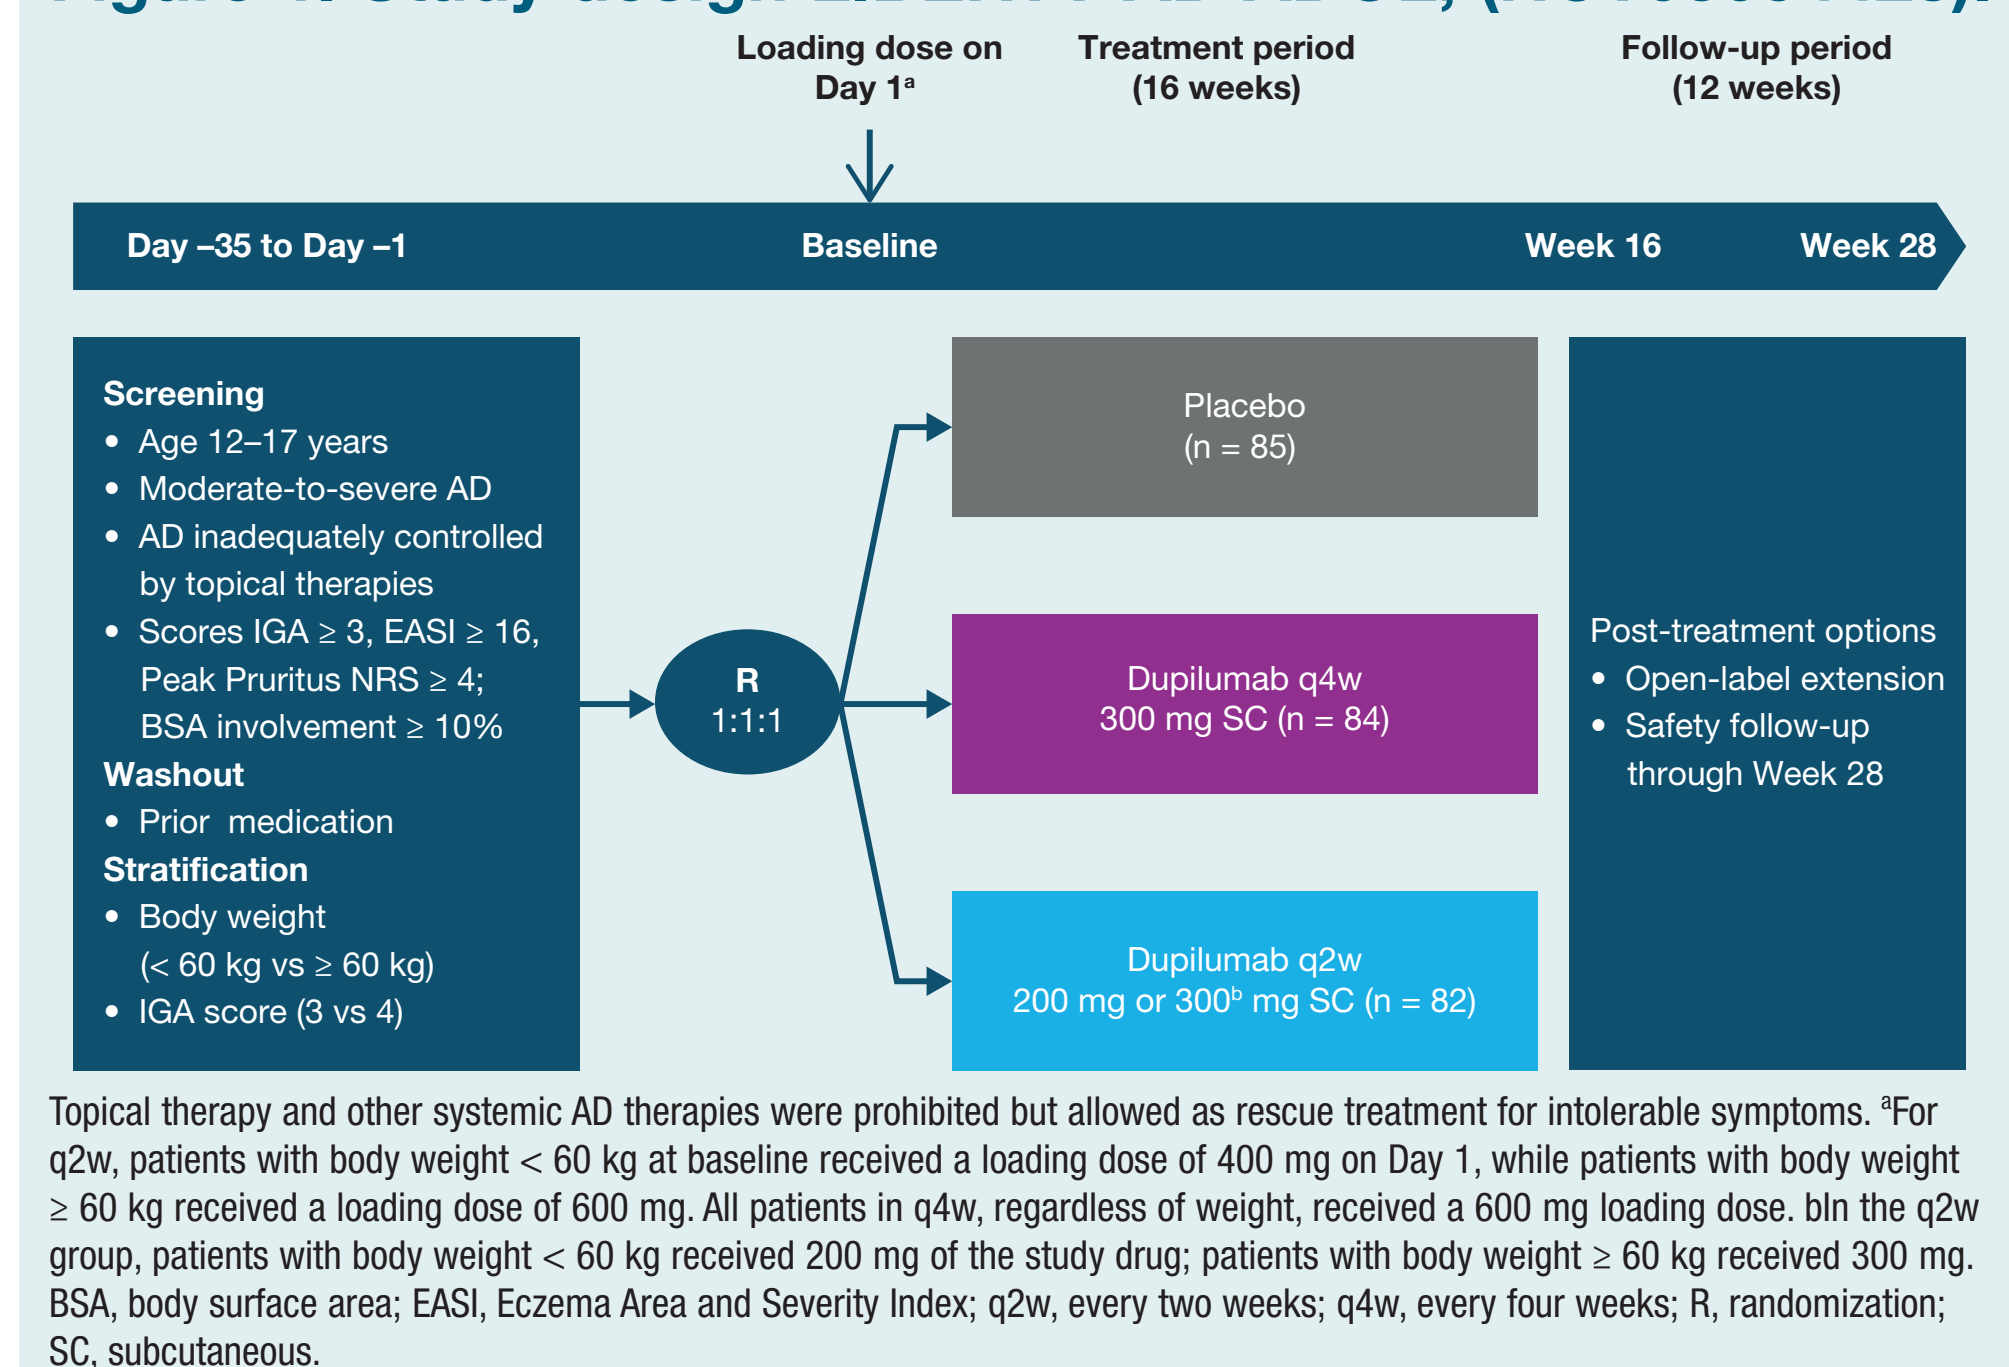 Figure Study design
Loading dose on
Day 1ᵃ
Treatment period
(16 weeks)
Follow-up period
(12 weeks)
Day –35 to Day –1
Baseline
Week 16
Week 28
Screening
• Age 12–17 years
• Moderate-to-severe AD
• AD inadequately controlled
by topical therapies
• Scores IGA ≥ 3, EASI ≥ 16,
Peak Pruritus NRS ≥ 4;
BSA involvement ≥ 10%
Washout
• Prior medication
Stratification
• Body weight
(< 60 kg vs ≥ 60 kg)
• IGA score (3 vs 4)
R
1:1:1
Placebo
(n = 85)
Dupilumab q4w
300 mg SC (n = 84)
Dupilumab q2w
200 mg or 300ᵇ mg SC (n = 82)
Post-treatment options
• Open-label extension
• Safety follow-up
through Week 28
Topical therapy and other systemic AD therapies were prohibited but allowed as rescue treatment for intolerable symptoms. ᵃFor
q2w, patients with body weight < 60 kg at baseline received a loading dose of 400 mg on Day 1, while patients with body weight
≥ 60 kg received a loading dose of 600 mg. All patients in q4w, regardless of weight, received a 600 mg loading dose. bIn the q2w
group, patients with body weight < 60 kg received 200 mg of the study drug; patients with body weight ≥ 60 kg received 300 mg.
BSA, body surface area; EASI, Eczema Area and Severity Index; q2w, every two weeks; q4w, every four weeks; R, randomization;
SC, subcutaneous.